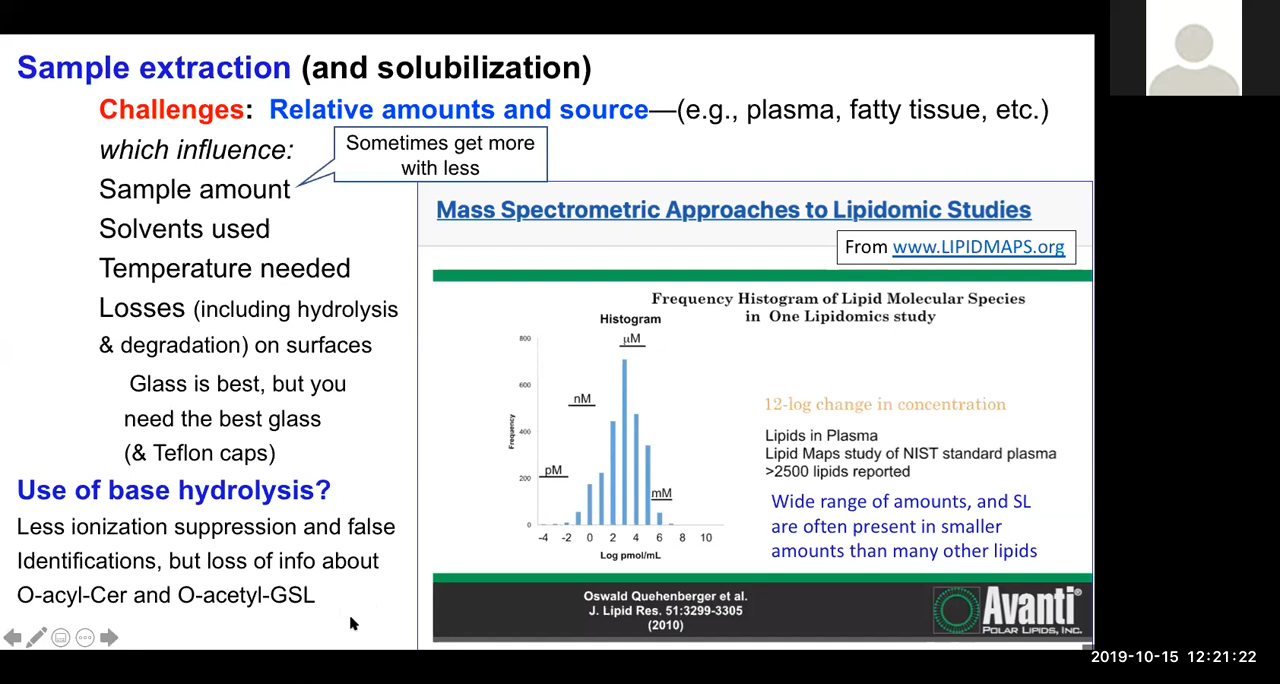 Sample extraction (and solubilization)
Challenges: Relative amounts and source—(e.g., plasma, fatty tissue, etc.)
which influence:
Sometimes get more
with less
Sample amount
Solvents used
Temperature needed
Losses (including hydrolysis
& degradation) on surfaces
Glass is best, but you
need the best glass
(& Teflon caps)
Use of base hydrolysis?
Less ionization suppression and false
Identifications, but loss of info about
O-acyl-Cer and O-acetyl-GSL
Mass Spectrometric Approaches to Lipidomic Studies
From www.LIPIDMAPS.org
Frequency Histogram of Lipid Molecular Species
in One Lipidomics study
Histogram
800
600
400
200
0
Frequency
pM
nM
µM
mM
-4 -2 0 2 4 6 8 10
Log pmol/mL
12-log change in concentration
Lipids in Plasma
Lipid Maps study of NIST standard plasma
>2500 lipids reported
Wide range of amounts, and SL
are often present in smaller
amounts than many other lipids
Oswald Quehenberger et al.
J. Lipid Res. 51:3299-3305
(2010)
Avanti®
POLAR LIPIDS, INC.
2019-10-15 12:21:22